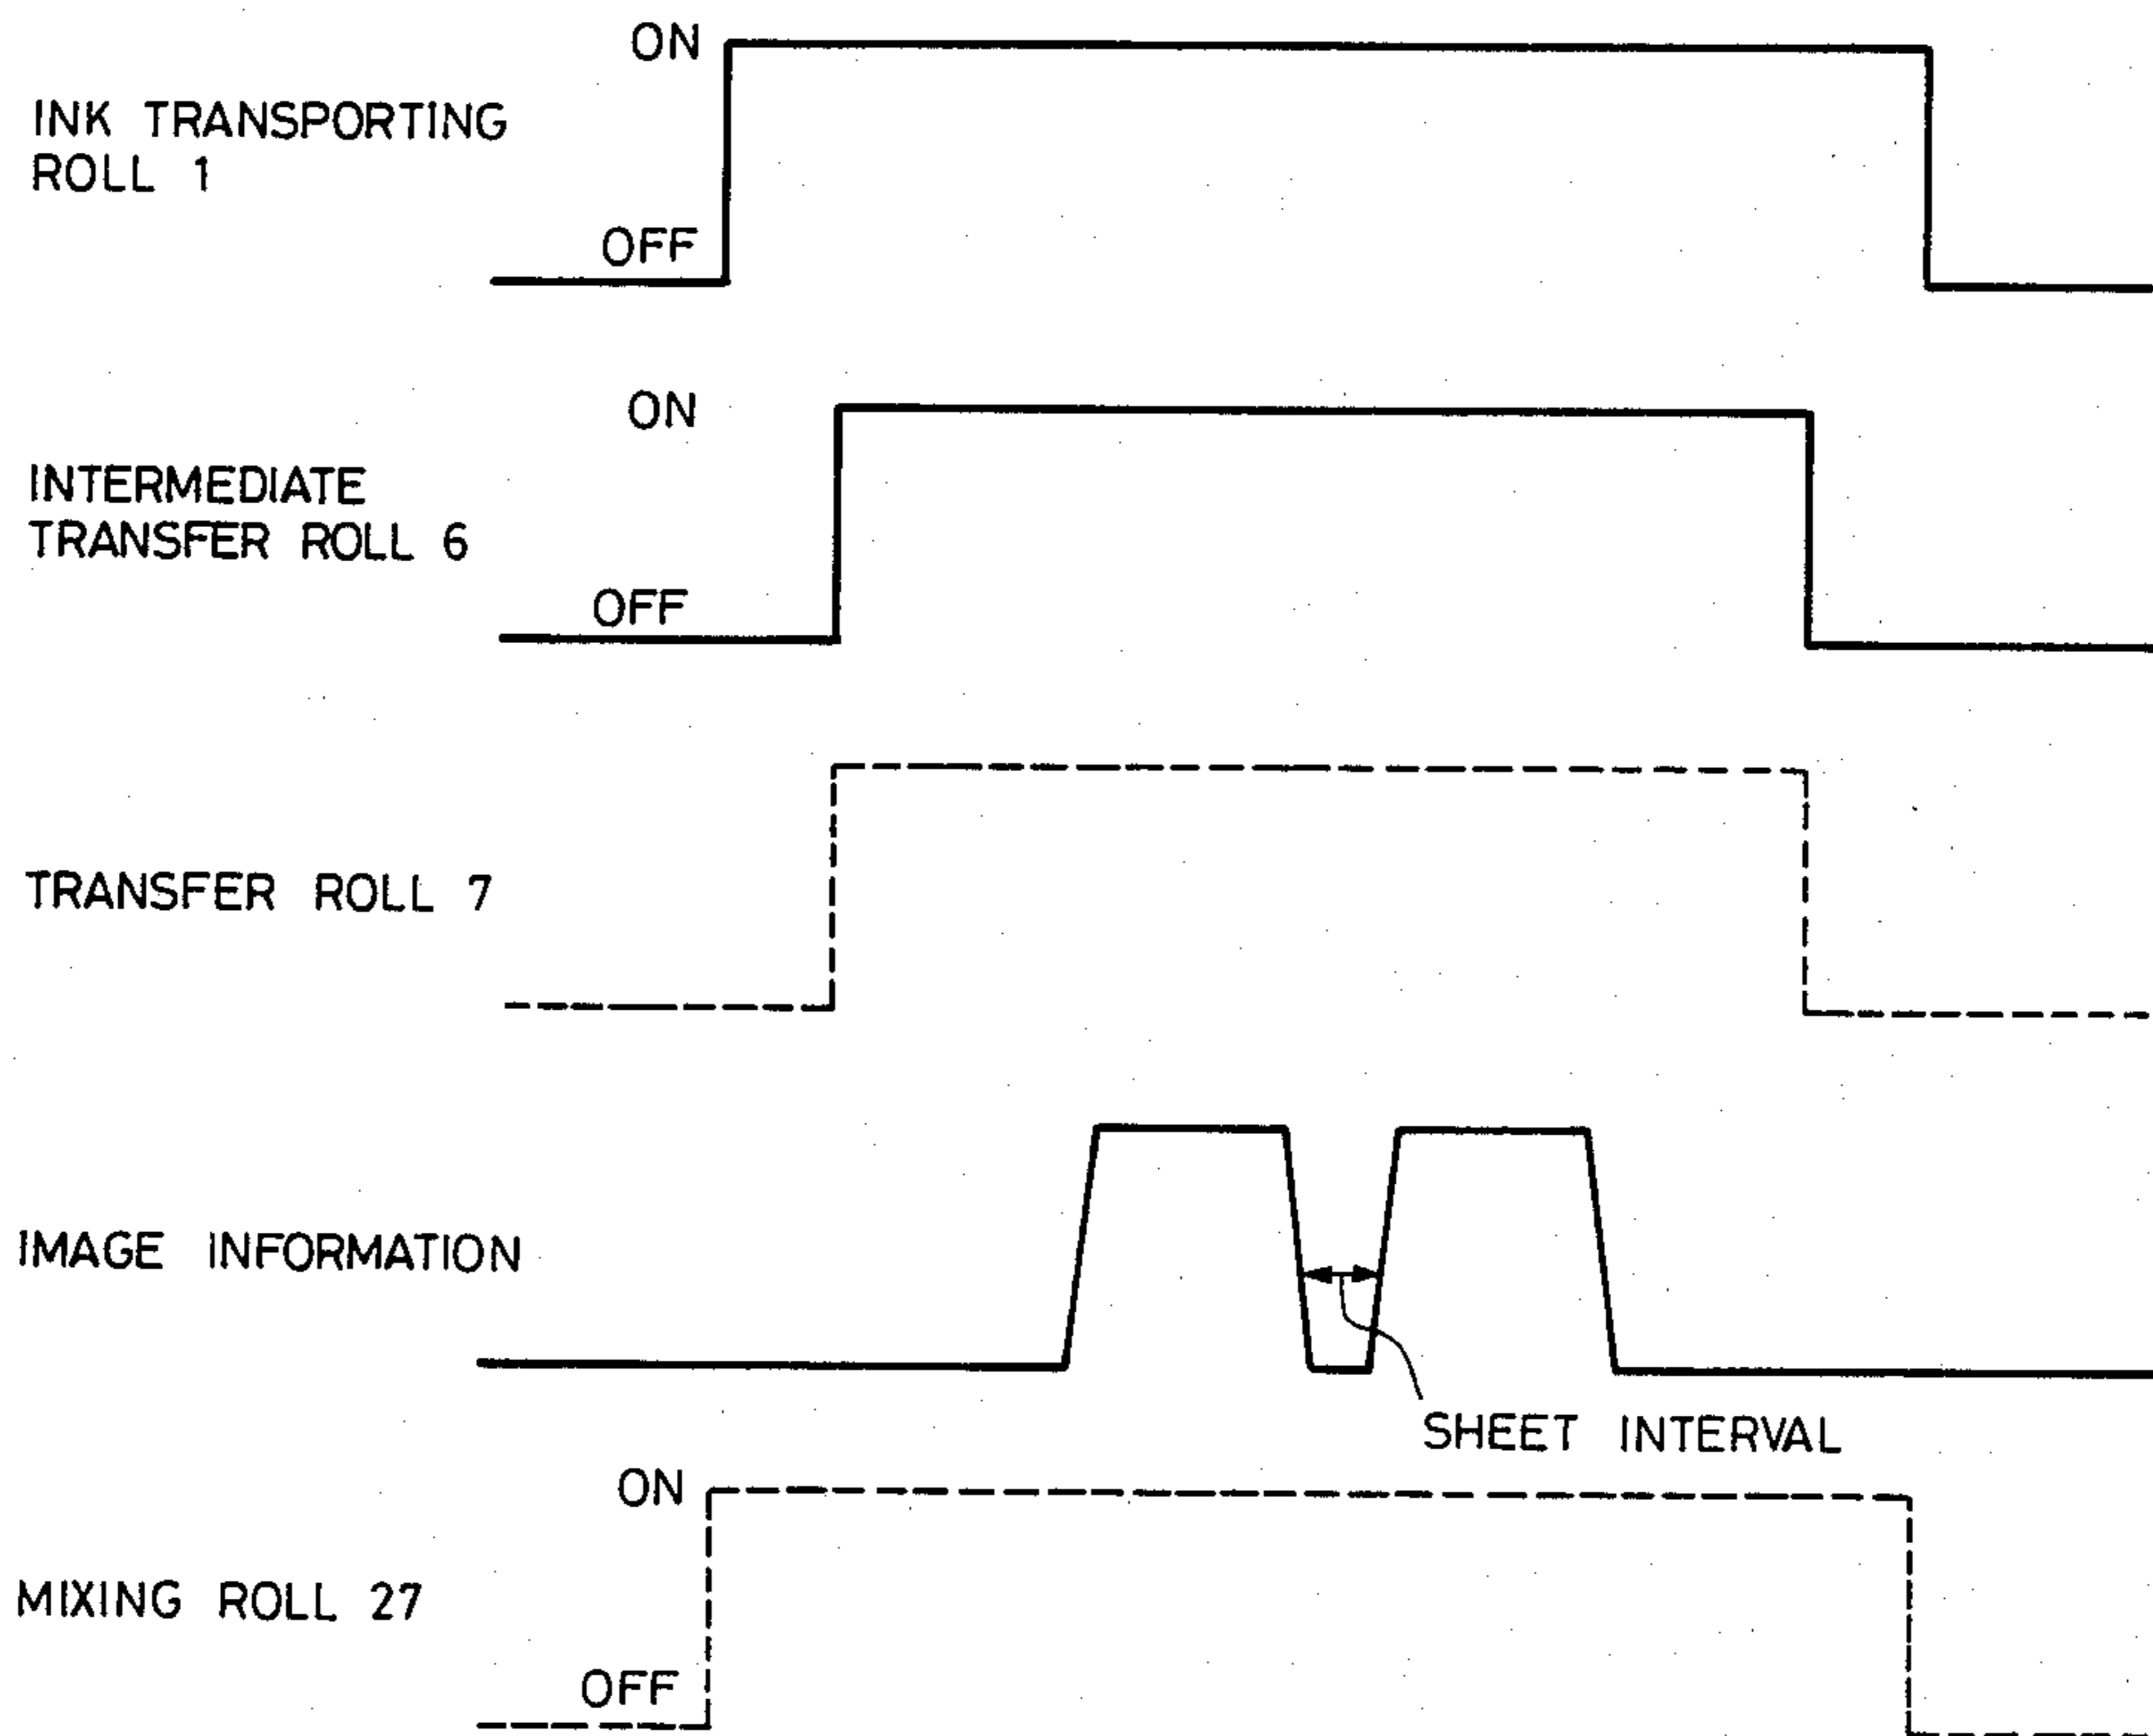 ON
INK TRANSPORTING
ROLL 1
OFF
ON
INTERMEDIATE
TRANSFER ROLL 6
OFF
TRANSFER ROLL 7
IMAGE INFORMATION
SHEET INTERVAL
ON
MIXING ROLL 27
OFF